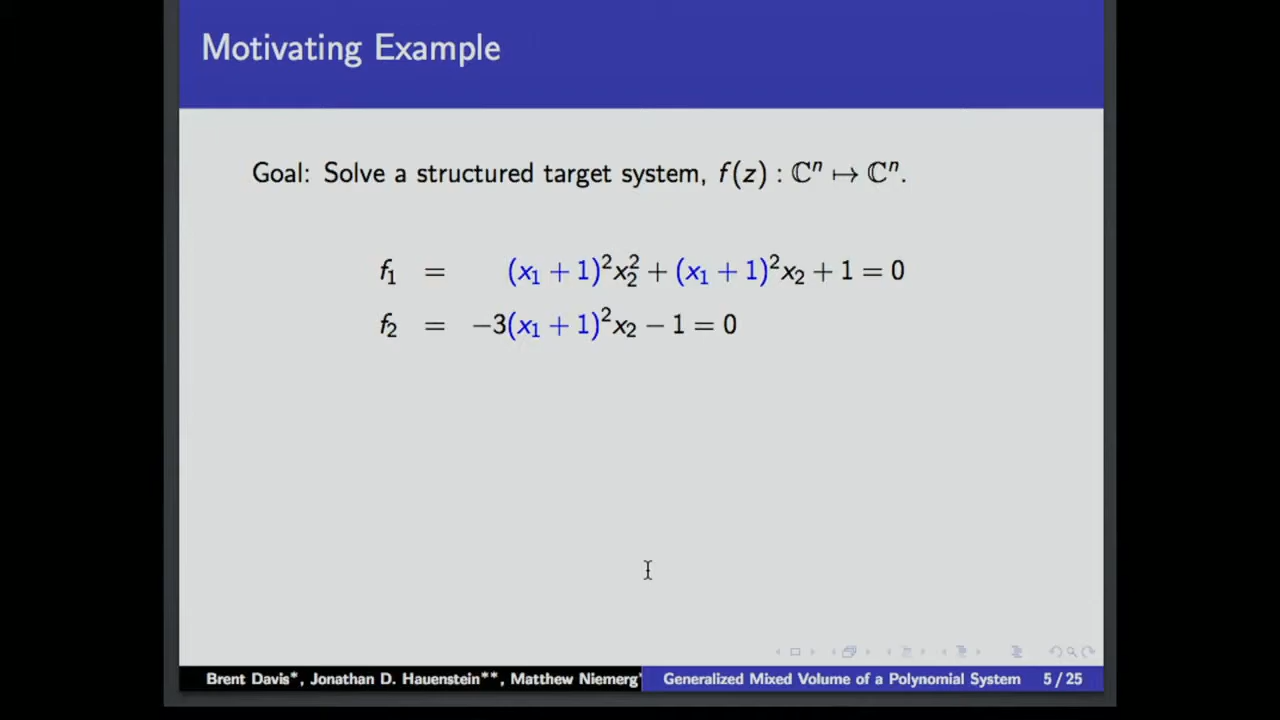 Motivating Example
Goal: Solve a structured target system, f(z) : ℂⁿ ↦ ℂⁿ.
f₁ = (x₁ + 1)²x₂² + (x₁ + 1)²x₂ + 1 = 0
f₂ = −3(x₁ + 1)²x₂ − 1 = 0
Brent Davis*, Jonathan D. Hauenstein**, Matthew Niemerg* Generalized Mixed Volume of a Polynomial System 5 / 25